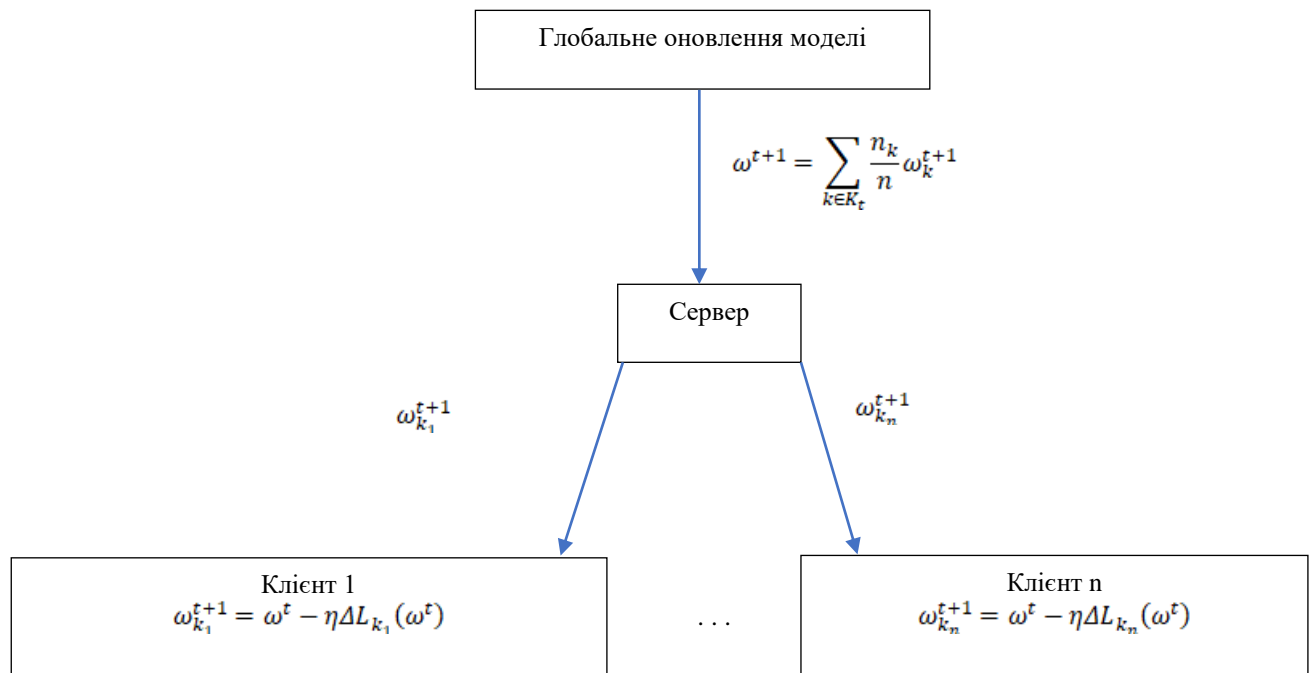 Глобальне оновлення моделі
ω^{t+1} = ∑_{k∈K_t} \frac{n_k}{n} ω_k^{t+1}
Сервер
ω_{k_1}^{t+1}
ω_{k_n}^{t+1}
Клієнт 1
ω_{k_1}^{t+1} = ω^t − ηΔL_{k_1}(ω^t)
. . .
Клієнт n
ω_{k_n}^{t+1} = ω^t − ηΔL_{k_n}(ω^t)